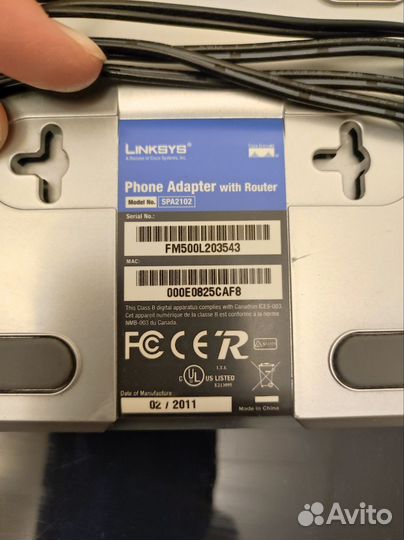 LINKSYS®
A Division of Cisco Systems, Inc.
Phone Adapter with Router
Model No. SPA2102
Serial No.:
FM500L203543
MAC:
000E0825CAF8
This Class B digital apparatus complies with Canadian ICES-003.
Cet appareil numérique de la classe B est conforme à la norme
NMB-003 du Canada.
FC CE R
I.T.E.
C UL US LISTED
Date of Manufacture:
02 / 2011
Made in China
Avito